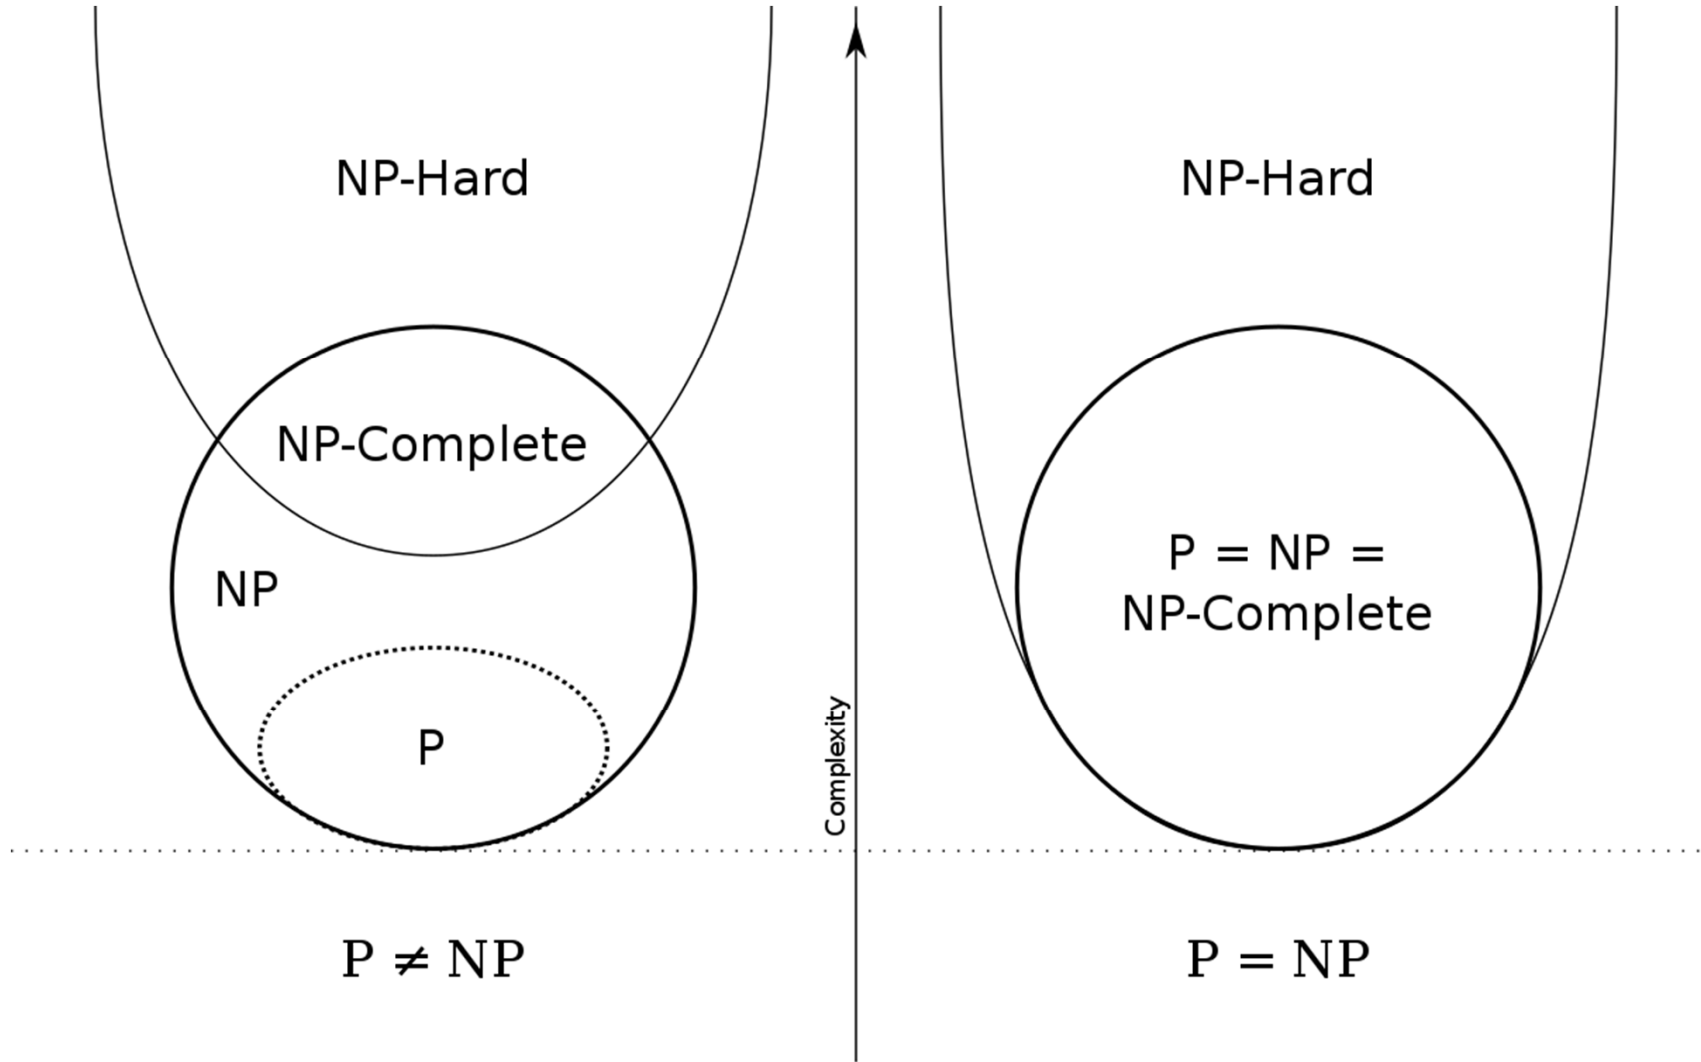 NP-Hard
NP-Complete
NP
P
P ≠ NP
Complexity
NP-Hard
P = NP =
NP-Complete
P = NP